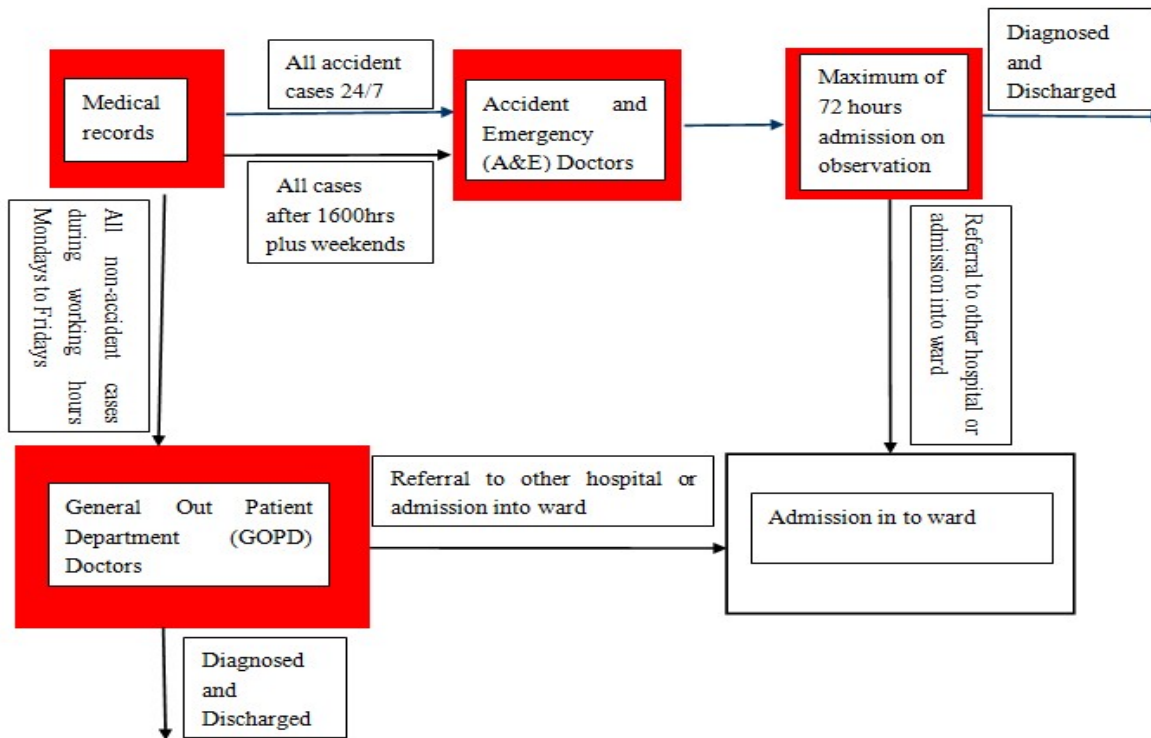 Medical
records
All accident
cases 24/7
Accident and
Emergency
(A&E) Doctors
Maximum of
72 hours
admission on
observation
Diagnosed
and
Discharged
All cases
after 1600hrs
plus weekends
All non-accident cases
during working hours
Mondays to Fridays
Referral to other hospital or
admission into ward
General Out Patient
Department (GOPD)
Doctors
Referral to other hospital or
admission into ward
Admission in to ward
Diagnosed
and
Discharged